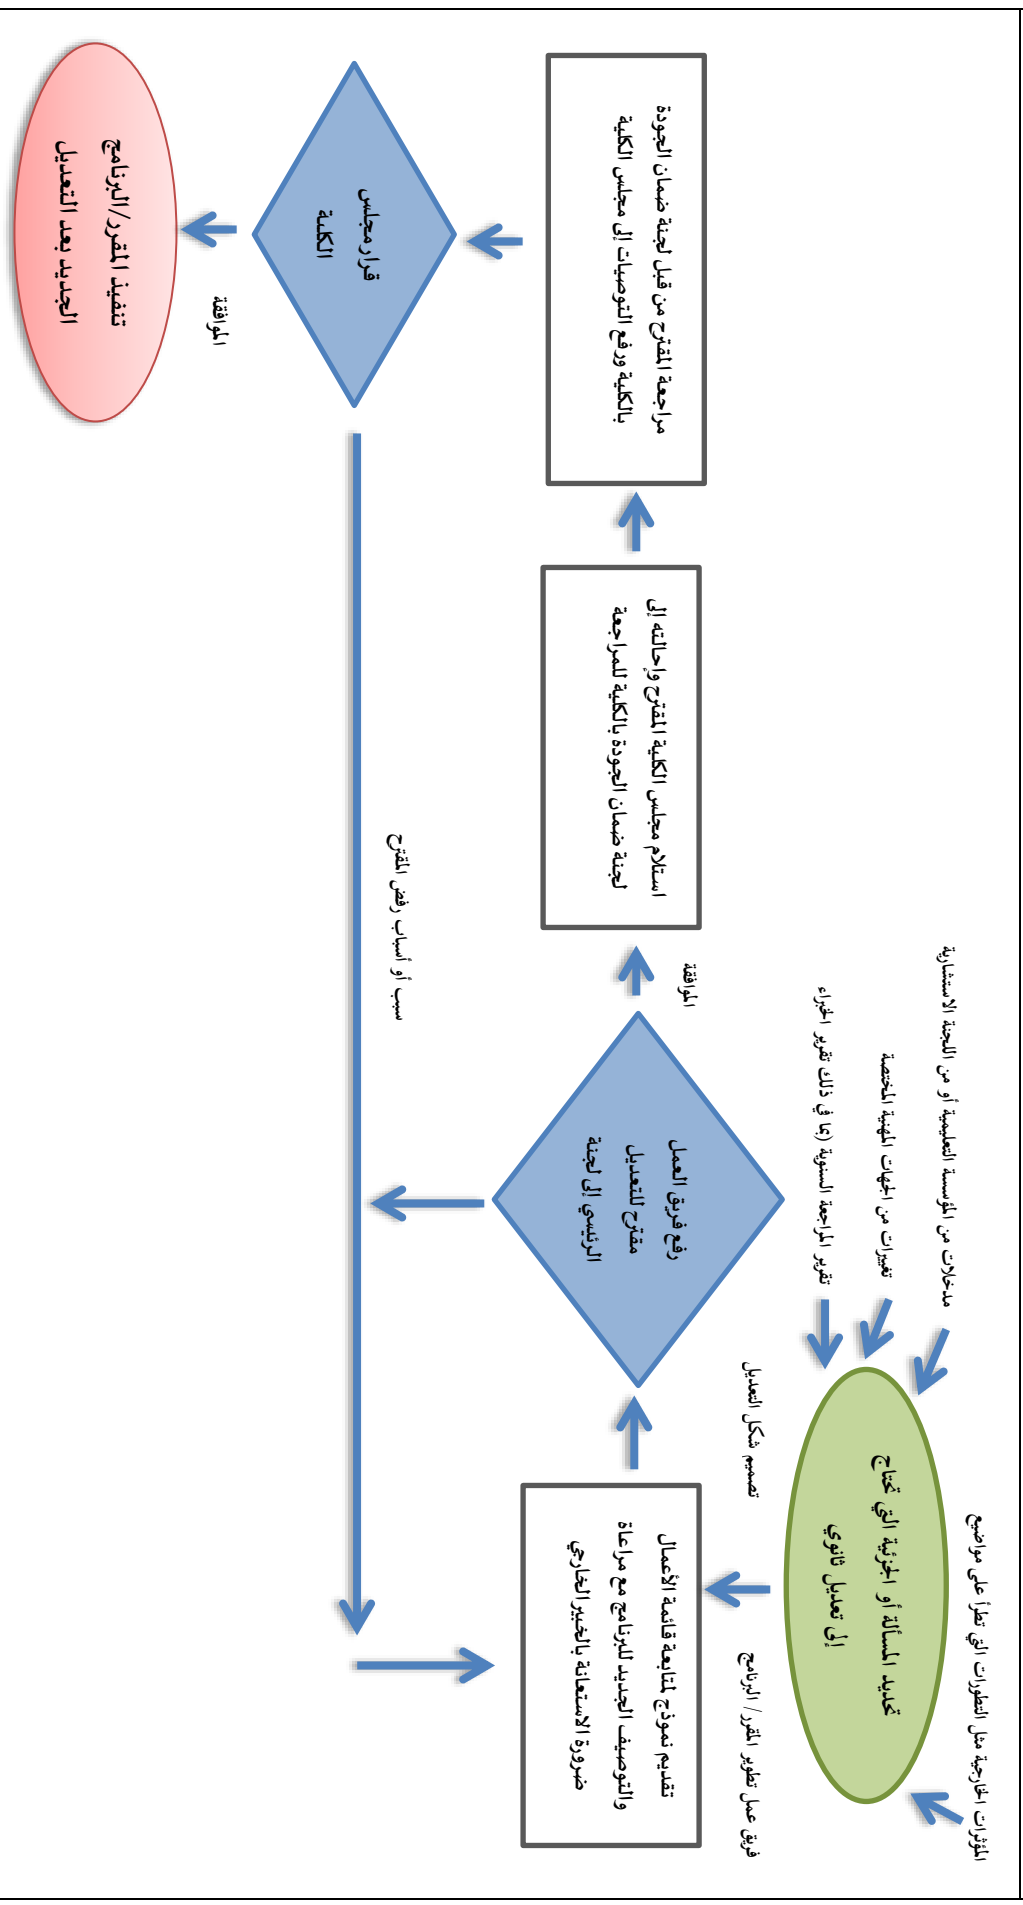 المؤثرات الخارجية مثل التطورات التي تطرأ على مواضيع
مدخلات من المؤسسة التعليمية أو من اللجنة الاستشارية
تغييرات من الجهات المهنية المختصة
تقرير المراجعة السنوية (بما في ذلك تقرير الخبراء
تحديد المسألة أو الجزئية التي تحتاج
إلى تعديل ثانوي
فريق عمل تطوير المقرر/ البرنامج
تصميم شكل التعديل
تقديم نموذج لمتابعة قائمة الأعمال
والتوصيف الجديد للبرنامج مع مراعاة
ضرورة الاستعانة بالخبير الخارجي
رفع فريق العمل
مقترح للتعديل
الرئيسي إلى لجنة
الموافقة
استلام مجلس الكلية المقترح وإحالته إلى
لجنة ضمان الجودة بالكلية للمراجعة
مراجعة المقترح من قبل لجنة ضمان الجودة
بالكلية ورفع التوصيات إلى مجلس الكلية
قرار مجلس
الكلية
سبب أو أسباب رفض المقترح
الموافقة
تنفيذ المقرر/البرنامج
الجديد بعد التعديل